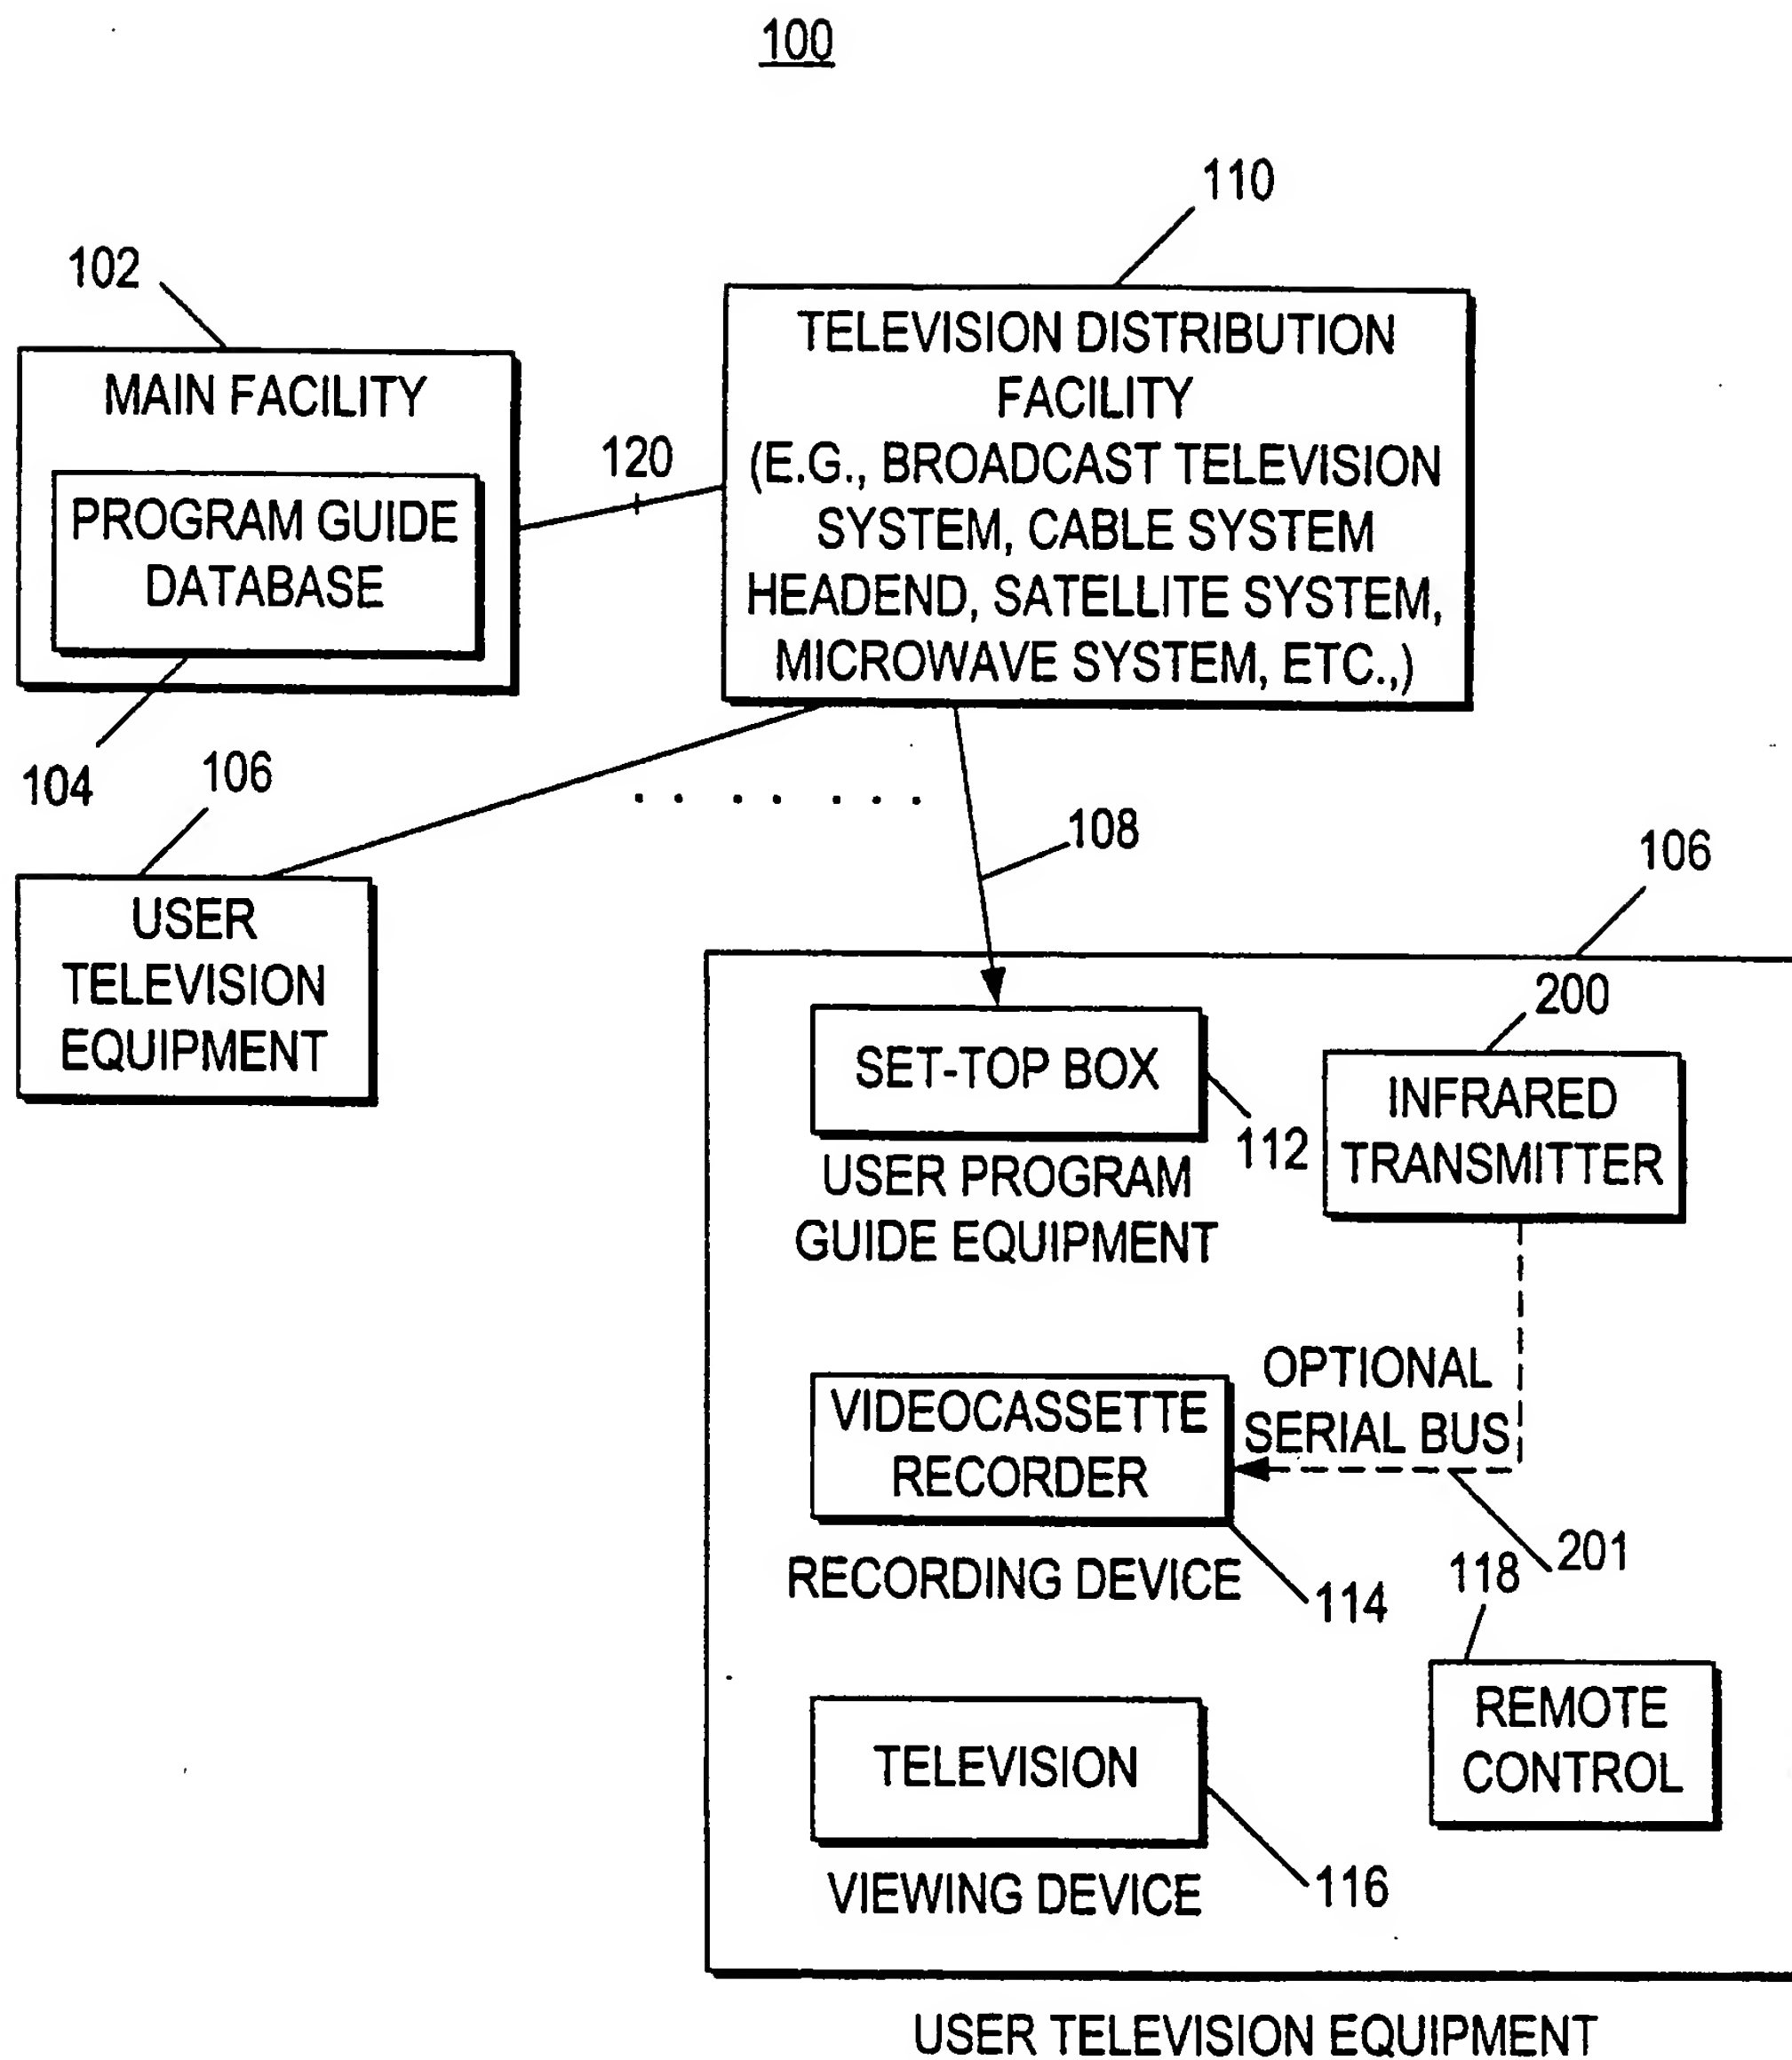 100
110
102
TELEVISION DISTRIBUTION
FACILITY
(E.G., BROADCAST TELEVISION
SYSTEM, CABLE SYSTEM
HEADEND, SATELLITE SYSTEM,
MICROWAVE SYSTEM, ETC.,)
MAIN FACILITY
120
PROGRAM GUIDE
DATABASE
104
106
108
106
USER
TELEVISION
EQUIPMENT
200
SET-TOP BOX
112
INFRARED
TRANSMITTER
USER PROGRAM
GUIDE EQUIPMENT
OPTIONAL
SERIAL BUS
VIDEOCASSETTE
RECORDER
201
118
RECORDING DEVICE
114
REMOTE
CONTROL
TELEVISION
116
VIEWING DEVICE
USER TELEVISION EQUIPMENT